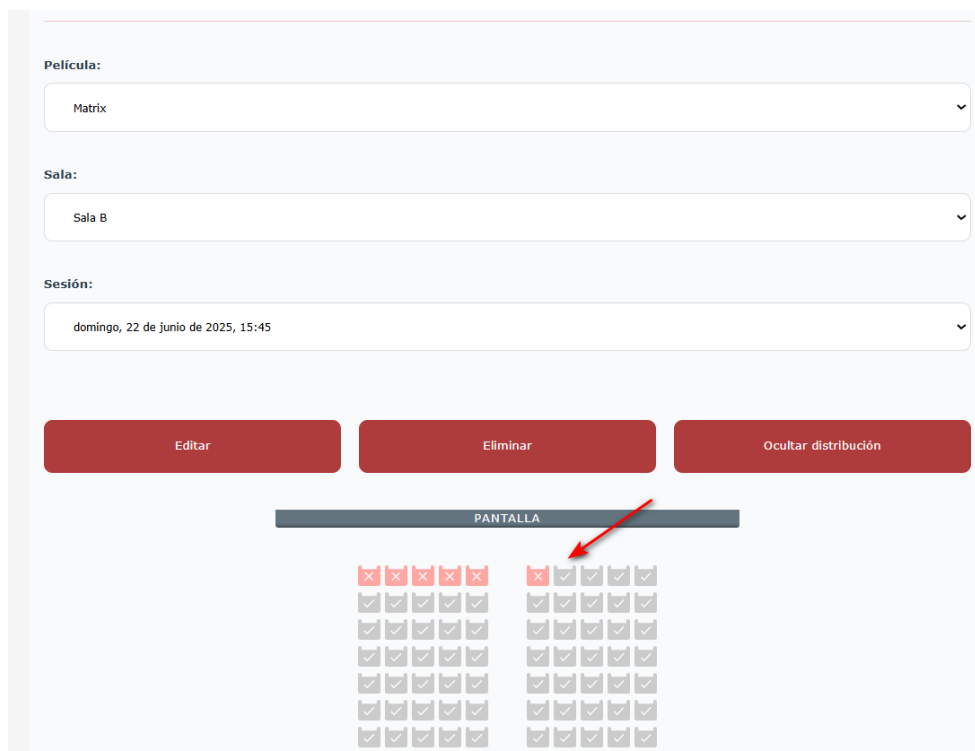 Película:
Matrix
Sala:
Sala B
Sesión:
domingo, 22 de junio de 2025, 15:45
Editar
Eliminar
Ocultar distribución
PANTALLA